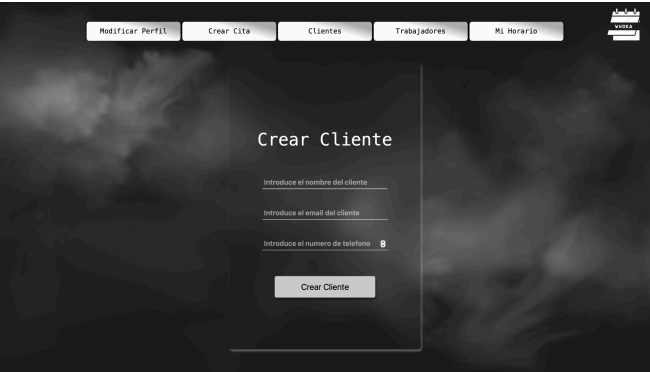 Modificar Perfil
Crear Cita
Clientes
Trabajadores
Mi Horario
WHOKA
Crear Cliente
Introduce el nombre del cliente
Introduce el email del cliente
Introduce el numero de telefono
Crear Cliente